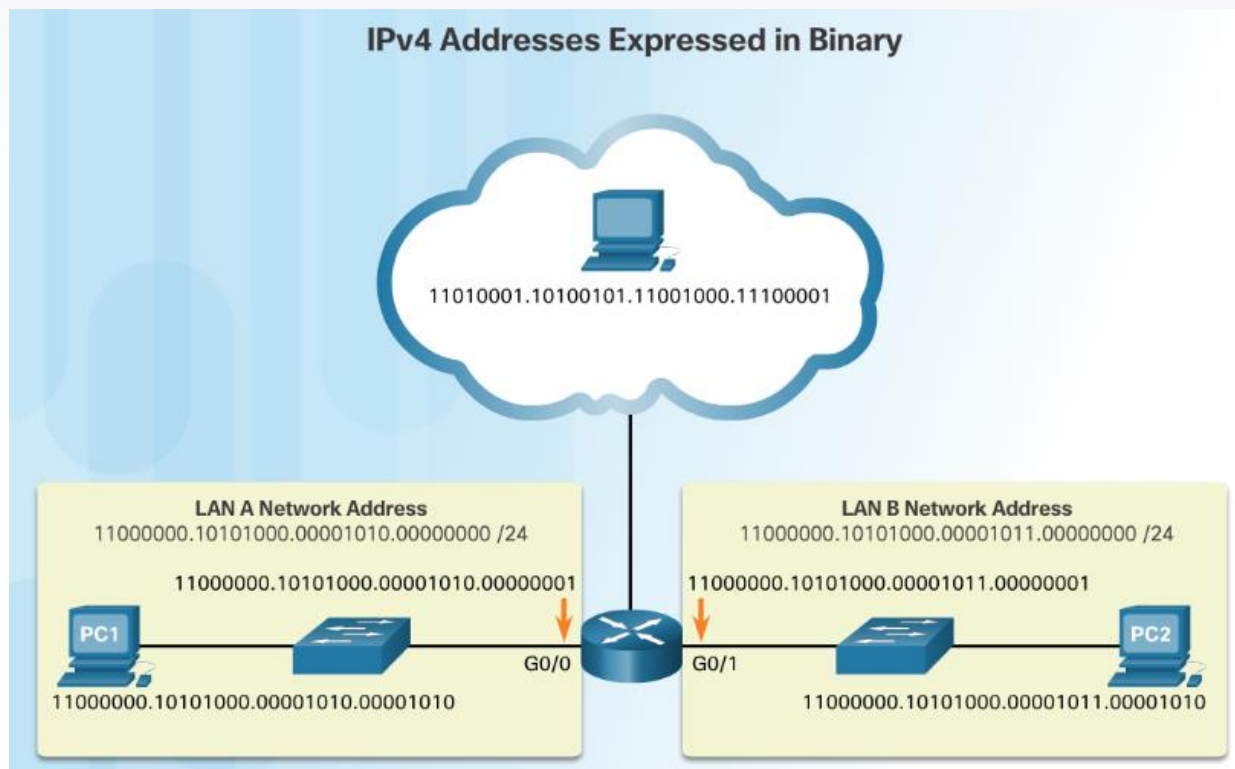 IPv4 Addresses Expressed in Binary
11010001.10100101.11001000.11100001
LAN A Network Address
11000000.10101000.00001010.00000000 /24
11000000.10101000.00001010.00000001
PC1
G0/0
11000000.10101000.00001010.00001010
LAN B Network Address
11000000.10101000.00001011.00000000 /24
11000000.10101000.00001011.00000001
G0/1
PC2
11000000.10101000.00001011.00001010